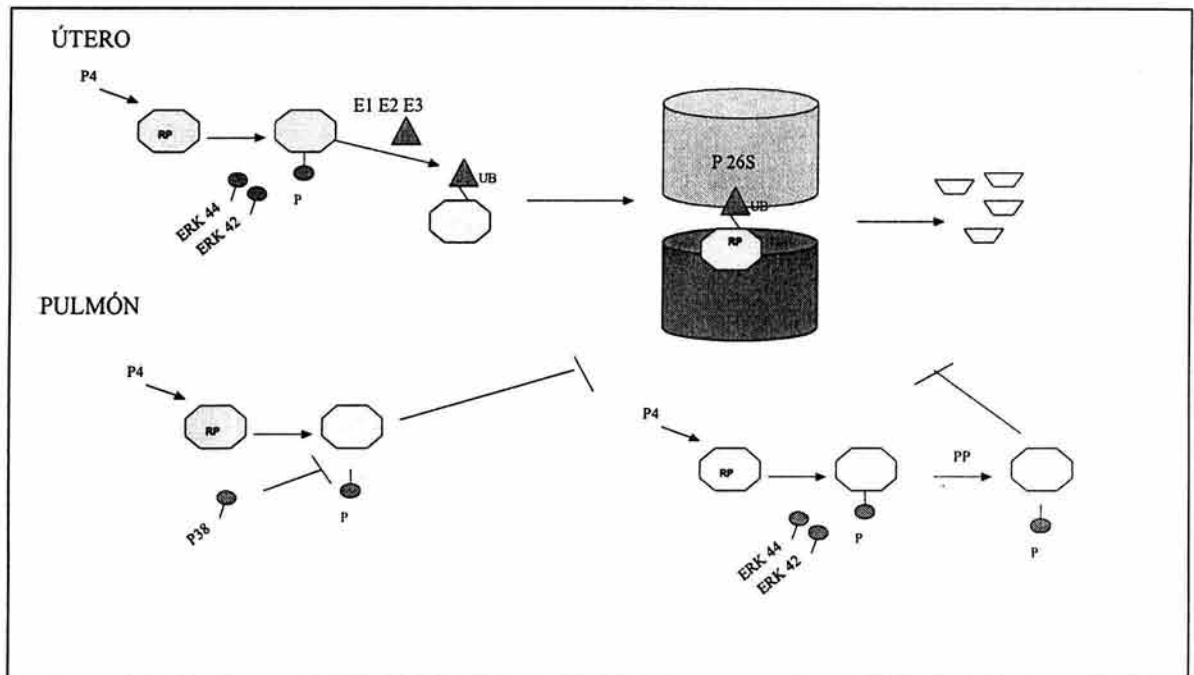 ÚTERO
P4
RP
E1 E2 E3
P
ERK 44
ERK 42
UB
P 26S
UB
RP
PULMÓN
P4
RP
P38
P
P4
RP
ERK 44
ERK 42
P
PP
P